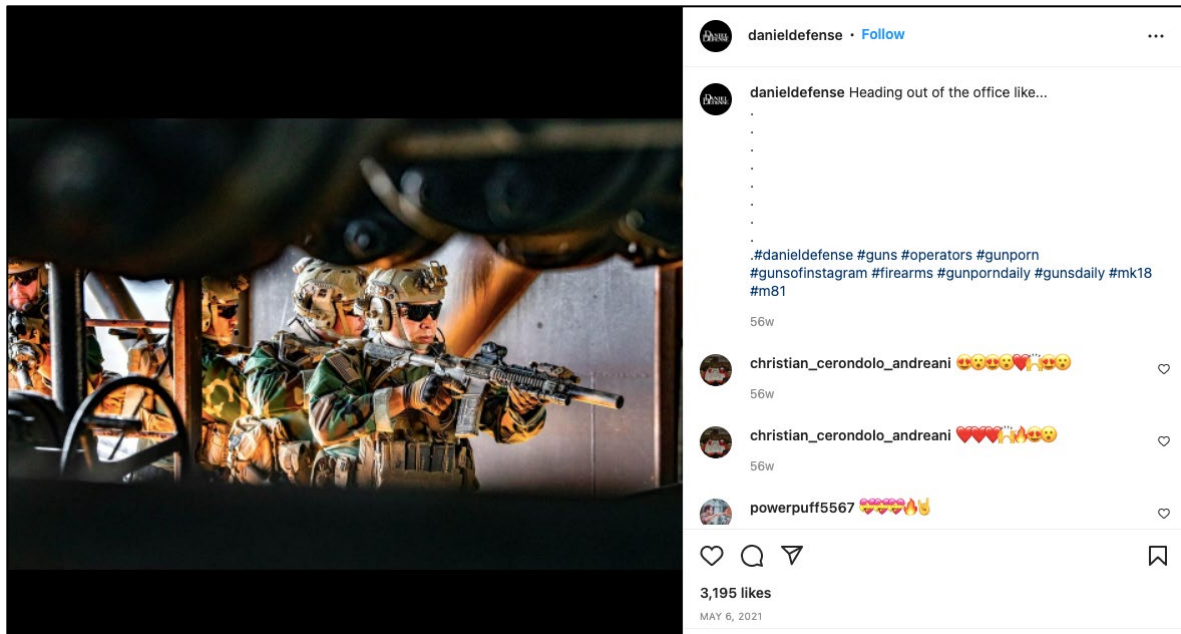 danieldefense • Follow
danieldefense Heading out of the office like...
.
.
.
.
.
.
.
.
.#danieldefense #guns #operators #gunporn
#gunsofinstagram #firearms #gunporndaily #gunsdaily #mk18
#m81
56w
christian_cerondolo_andreani 😍😮😍😮❤️🙌😍😮
56w
christian_cerondolo_andreani ❤️❤️❤️🙌🔥😍😮
56w
powerpuff5567 💝💝💝💝🔥🤘
3,195 likes
MAY 6, 2021